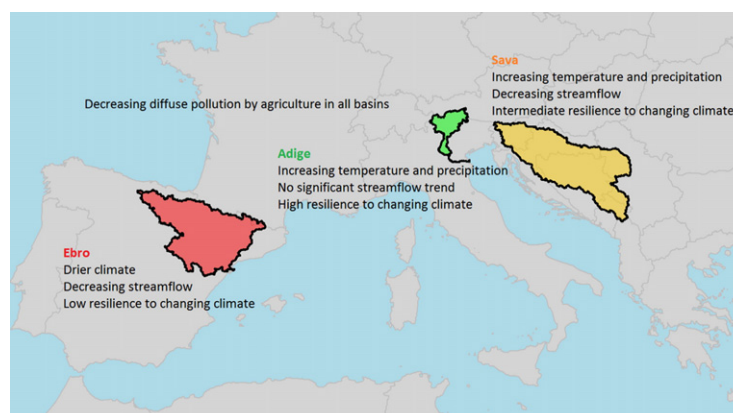 Sava
Increasing temperature and precipitation
Decreasing streamflow
Intermediate resilience to changing climate
Decreasing diffuse pollution by agriculture in all basins
Adige
Increasing temperature and precipitation
No significant streamflow trend
High resilience to changing climate
Ebro
Drier climate
Decreasing streamflow
Low resilience to changing climate